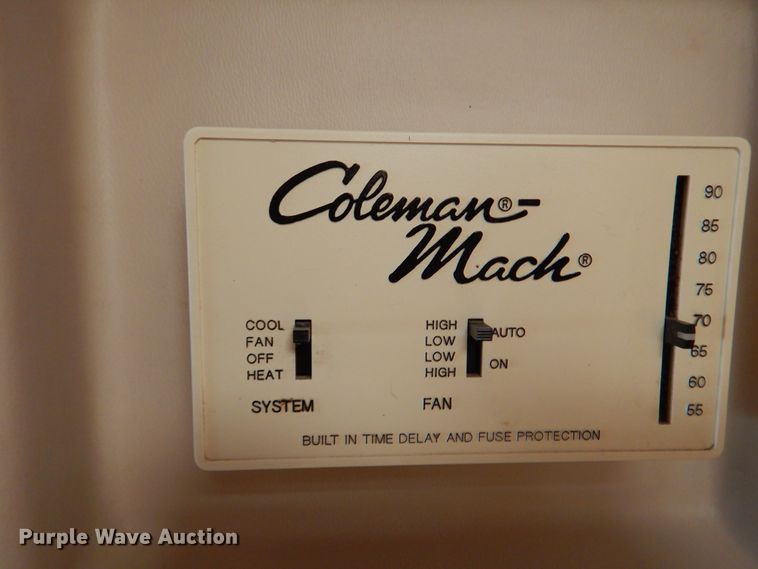 Coleman®-
Mach®
90
85
80
75
70
65
60
55
COOL
FAN
OFF
HEAT
SYSTEM
HIGH
LOW
LOW
HIGH
AUTO
ON
FAN
BUILT IN TIME DELAY AND FUSE PROTECTION
Purple Wave Auction